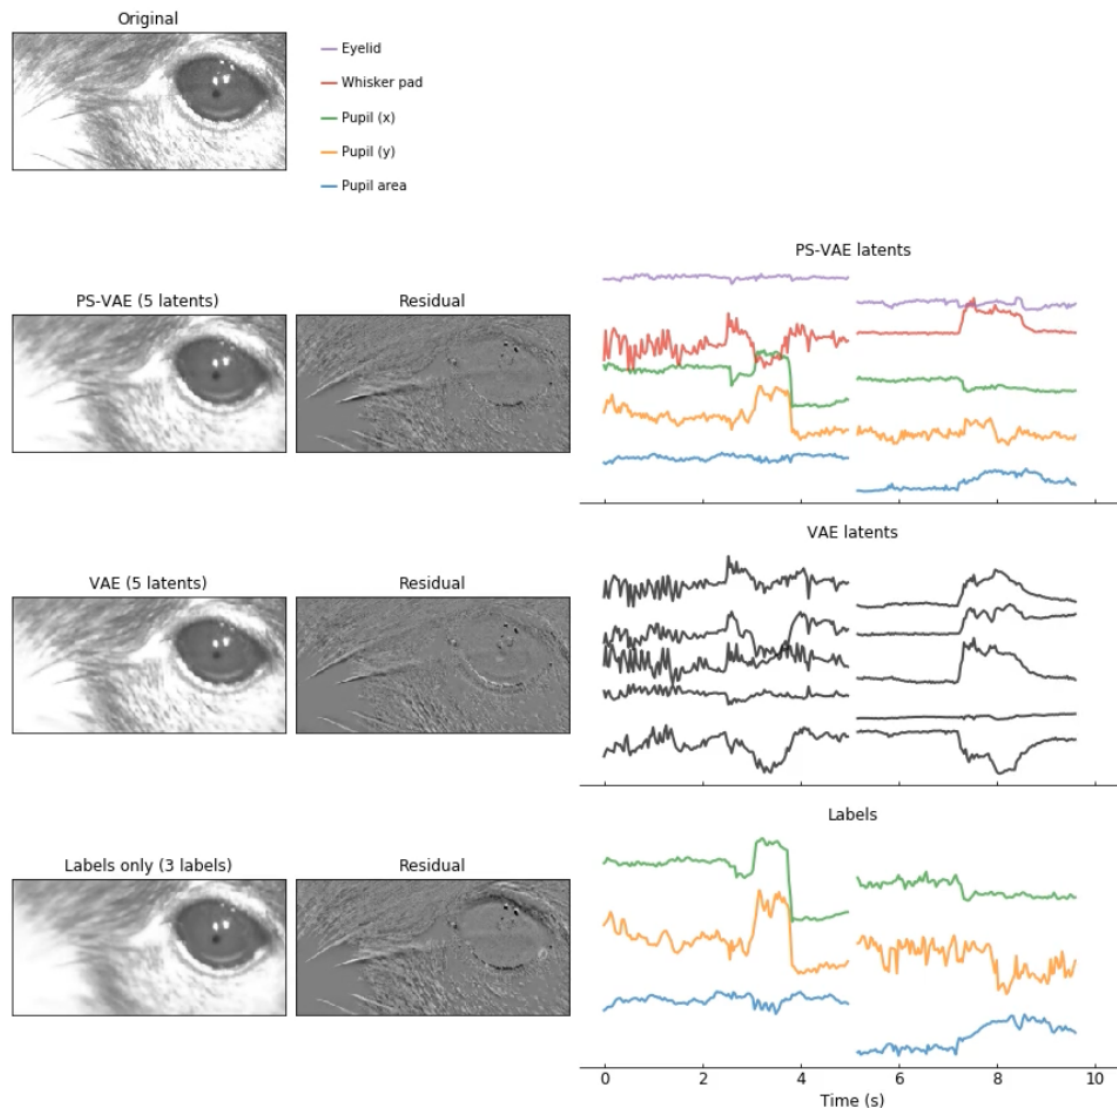 Original
Eyelid
Whisker pad
Pupil (x)
Pupil (y)
Pupil area
PS-VAE latents
PS-VAE (5 latents)
Residual
VAE latents
VAE (5 latents)
Residual
Labels
Labels only (3 labels)
Residual
0 2 4 6 8 10
Time (s)